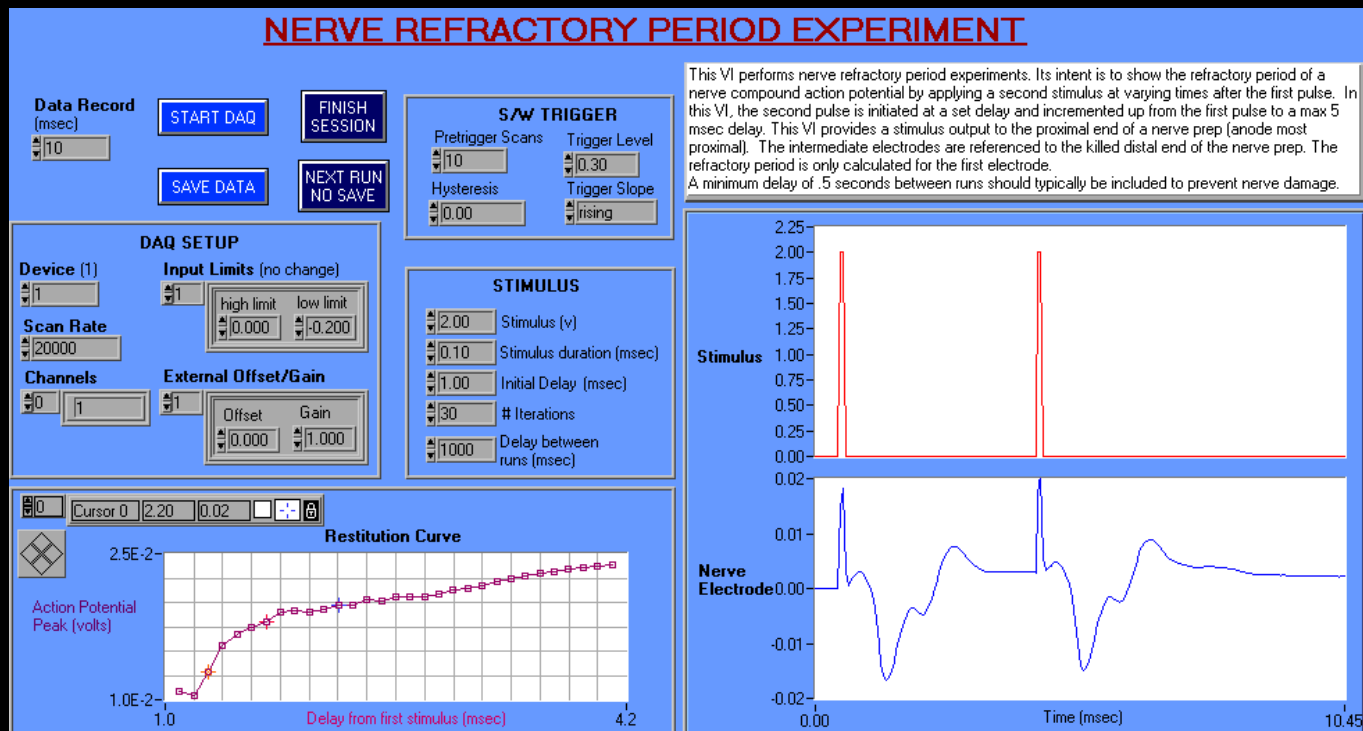 NERVE REFRACTORY PERIOD EXPERIMENT
Data Record
(msec)
10
START DAQ
FINISH
SESSION
SAVE DATA
NEXT RUN
NO SAVE
S/W TRIGGER
Pretrigger Scans
Trigger Level
10
0.30
Hysteresis
Trigger Slope
0.00
rising
This VI performs nerve refractory period experiments. Its intent is to show the refractory period of a
nerve compound action potential by applying a second stimulus at varying times after the first pulse. In
this VI, the second pulse is initiated at a set delay and incremented up from the first pulse to a max 5
msec delay. This VI provides a stimulus output to the proximal end of a nerve prep (anode most
proximal). The intermediate electrodes are referenced to the killed distal end of the nerve prep. The
refractory period is only calculated for the first electrode.
A minimum delay of .5 seconds between runs should typically be included to prevent nerve damage.
DAQ SETUP
Device (1)
Input Limits (no change)
1
1
high limit
low limit
0.000
-0.200
Scan Rate
20000
Channels
External Offset/Gain
0
1
1
Offset
Gain
0.000
1.000
STIMULUS
2.00 Stimulus (v)
0.10 Stimulus duration (msec)
1.00 Initial Delay (msec)
30 # Iterations
1000 Delay between
runs (msec)
0
Cursor 0
2.20
0.02
Restitution Curve
2.5E-2
Action Potential
Peak (volts)
1.0E-2
1.0
Delay from first stimulus (msec)
4.2
Stimulus
2.25
2.00
1.75
1.50
1.25
1.00
0.75
0.50
0.25
0.00
Nerve
Electrode
0.02
0.01
0.00
-0.01
-0.02
0.00
Time (msec)
10.45